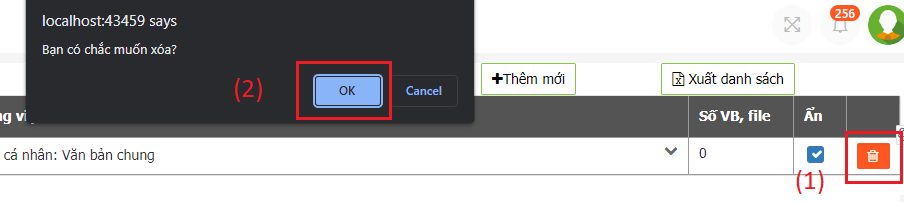 localhost:43459 says
Bạn có chắc muốn xóa?
(2)
OK
Cancel
256
+Thêm mới
Xuất danh sách
Số VB, file
Ẩn
cá nhân: Văn bản chung
0
(1)